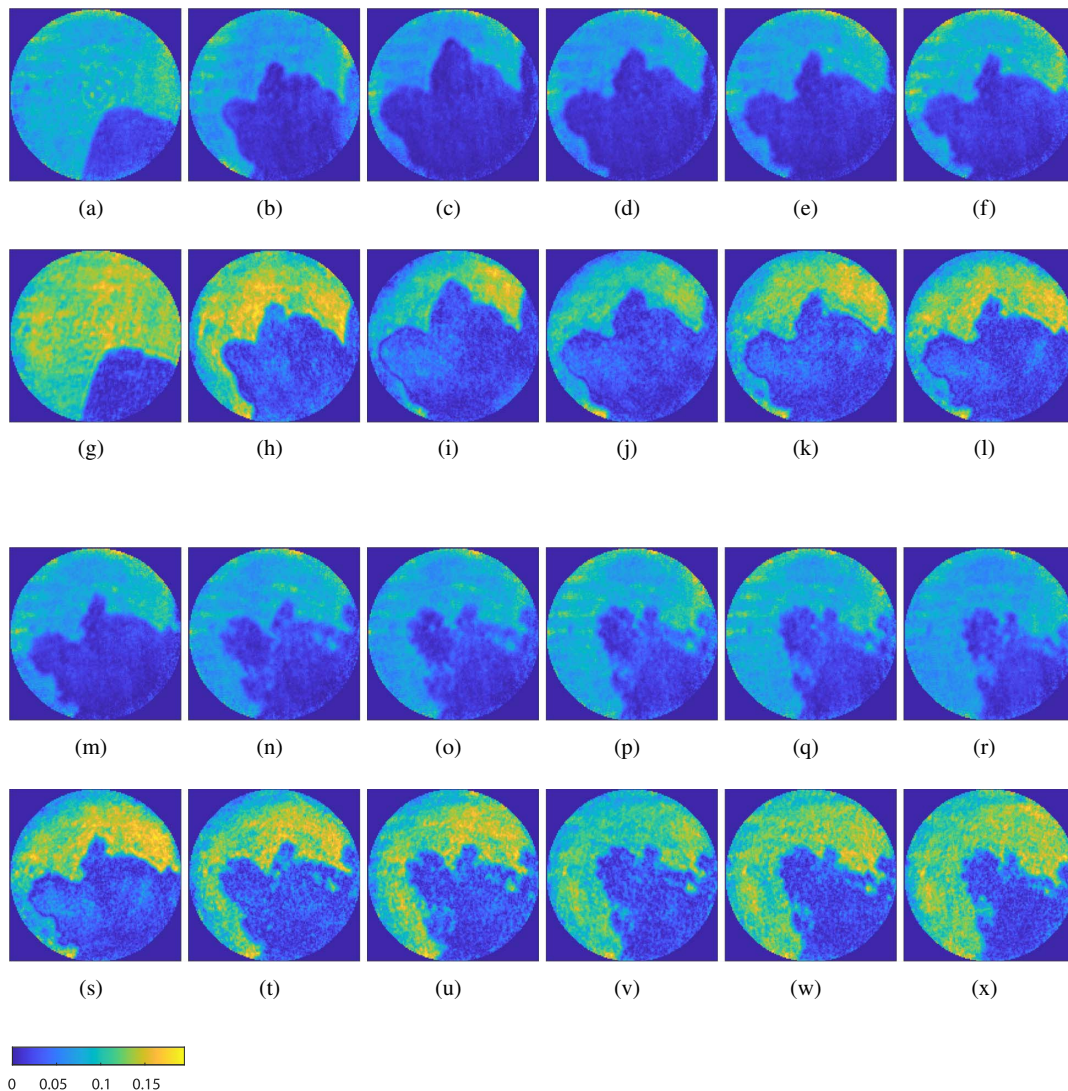 (a) (b) (c) (d) (e) (f)
(g) (h) (i) (j) (k) (l)
(m) (n) (o) (p) (q) (r)
(s) (t) (u) (v) (w) (x)
0 0.05 0.1 0.15